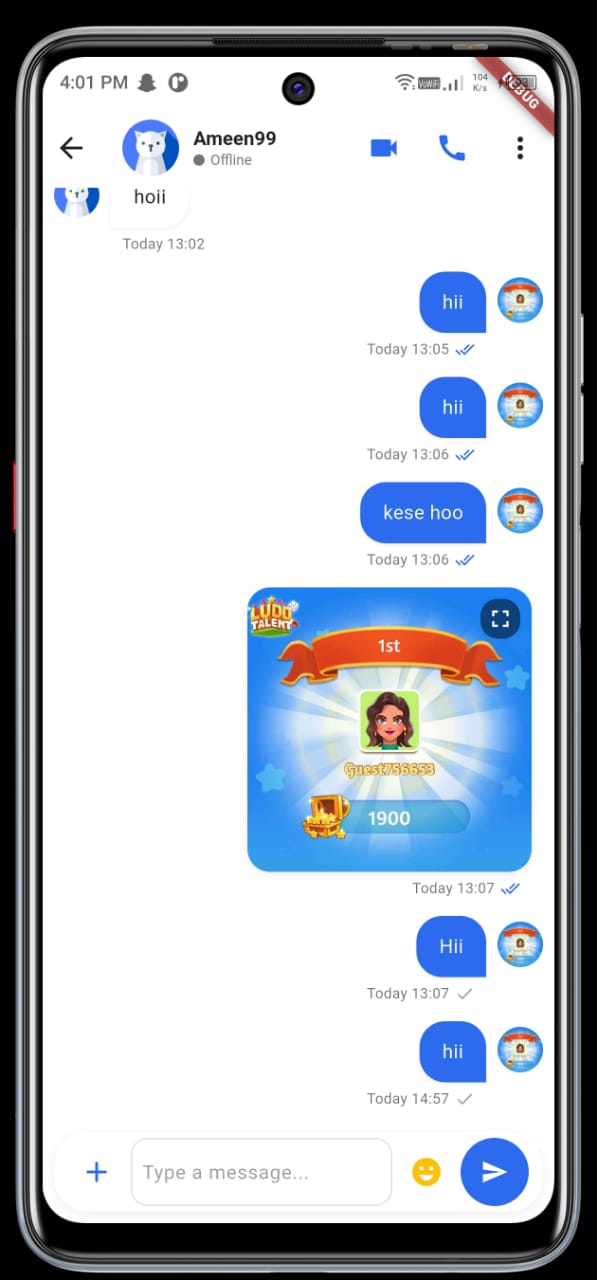 4:01 PM
VoWiFi
104
K/s
DEBUG
Ameen99
Offline
hoii
Today 13:02
hii
Today 13:05
hii
Today 13:06
kese hoo
Today 13:06
LUDO
TALENT
1st
Guest756653
1900
Today 13:07
Hii
Today 13:07
hii
Today 14:57
Type a message...